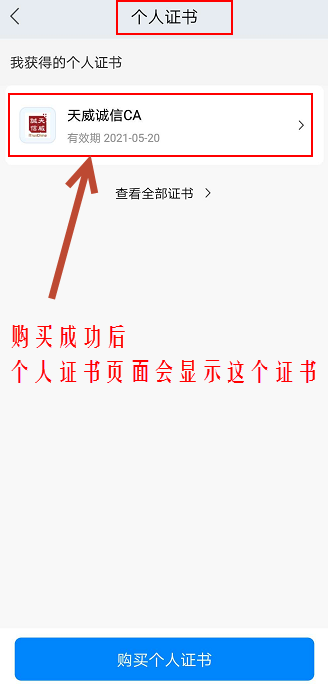 个人证书
我获得的个人证书
天威诚信CA
有效期 2021-05-20
查看全部证书
购买成功后
个人证书页面会显示这个证书
购买个人证书